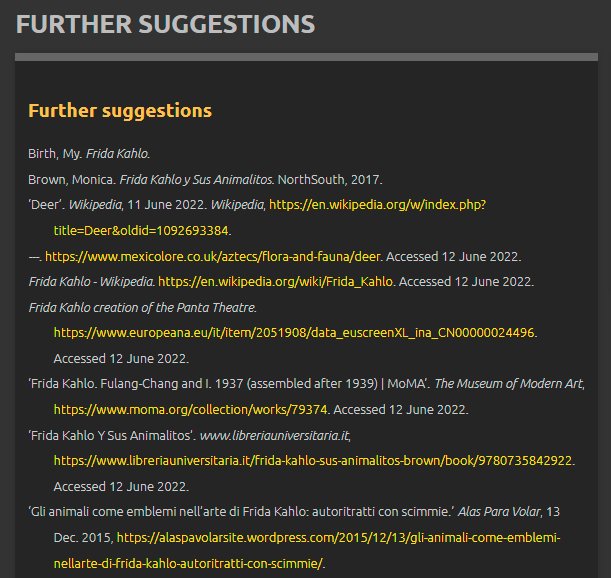 FURTHER SUGGESTIONS
Further suggestions
Birth, My. Frida Kahlo.
Brown, Monica. Frida Kahlo y Sus Animalitos. NorthSouth, 2017.
‘Deer’. Wikipedia, 11 June 2022. Wikipedia, https://en.wikipedia.org/w/index.php?
title=Deer&oldid=1092693384.
---. https://www.mexicolore.co.uk/aztecs/flora-and-fauna/deer. Accessed 12 June 2022.
Frida Kahlo - Wikipedia. https://en.wikipedia.org/wiki/Frida_Kahlo. Accessed 12 June 2022.
Frida Kahlo creation of the Panta Theatre.
https://www.europeana.eu/it/item/2051908/data_euscreenXL_ina_CN00000024496.
Accessed 12 June 2022.
‘Frida Kahlo. Fulang-Chang and I. 1937 (assembled after 1939) | MoMA’. The Museum of Modern Art,
https://www.moma.org/collection/works/79374. Accessed 12 June 2022.
‘Frida Kahlo Y Sus Animalitos’. www.libreriauniversitaria.it,
https://www.libreriauniversitaria.it/frida-kahlo-sus-animalitos-brown/book/9780735842922.
Accessed 12 June 2022.
‘Gli animali come emblemi nell’arte di Frida Kahlo: autoritratti con scimmie.’ Alas Para Volar, 13
Dec. 2015, https://alaspavolarsite.wordpress.com/2015/12/13/gli-animali-come-emblemi-
nellarte-di-frida-kahlo-autoritratti-con-scimmie/.